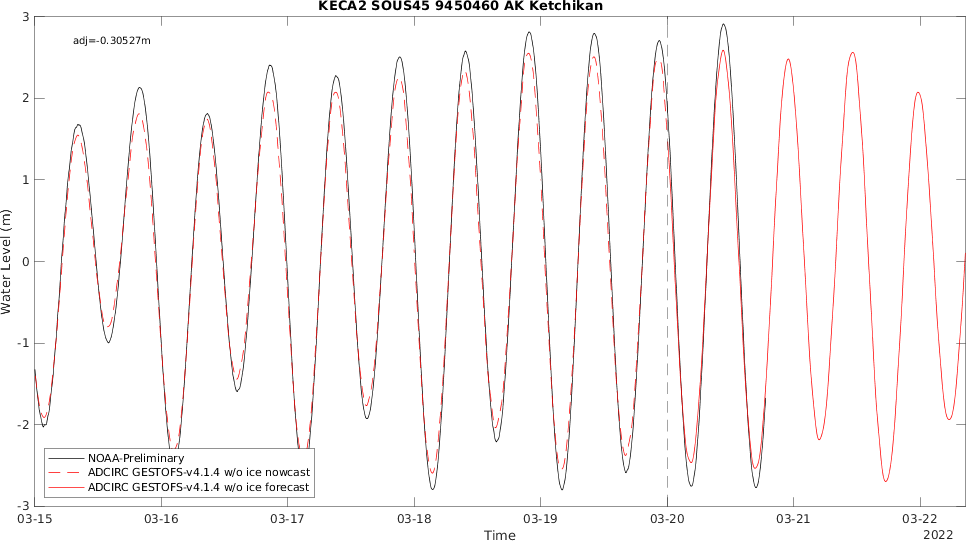 KECA2 SOUS45 9450460 AK Ketchikan
adj=-0.30527m
3
2
1
0
-1
-2
-3
Water Level (m)
NOAA-Preliminary
ADCIRC GESTOFS-v4.1.4 w/o ice nowcast
ADCIRC GESTOFS-v4.1.4 w/o ice forecast
03-15 03-16 03-17 03-18 03-19 03-20 03-21 03-22
Time
2022